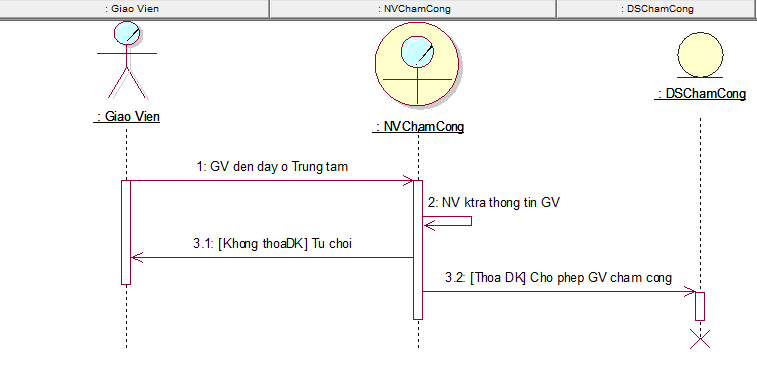 : Giao Vien
: NVChamCong
: DSChamCong
: Giao Vien
: NVChamCong
: DSChamCong
1: GV den day o Trung tam
2: NV ktra thong tin GV
3.1: [Khong thoaDK] Tu choi
3.2: [Thoa DK] Cho phep GV cham cong